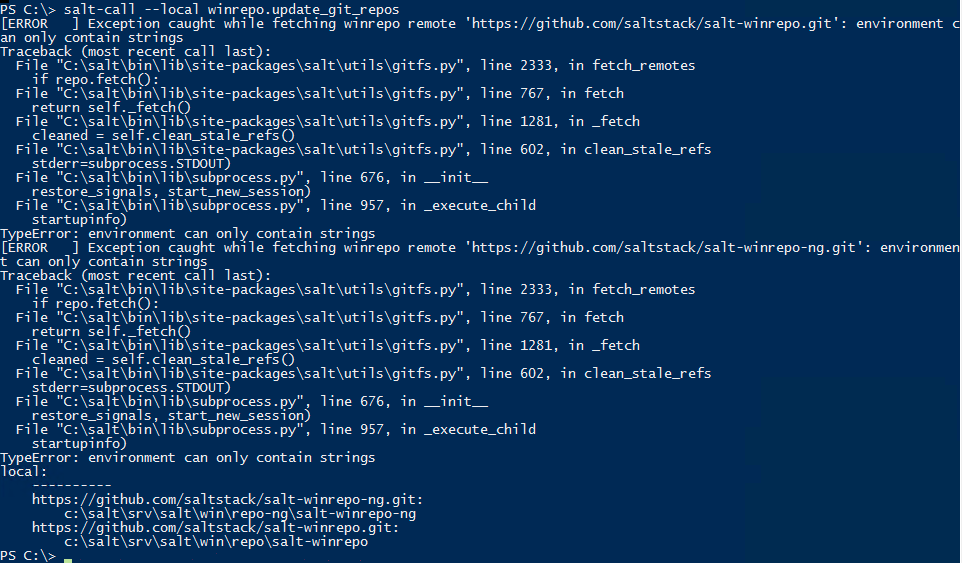 PS C:\> salt-call --local winrepo.update_git_repos
[ERROR   ] Exception caught while fetching winrepo remote 'https://github.com/saltstack/salt-winrepo.git': environment c
an only contain strings
Traceback (most recent call last):
  File "C:\salt\bin\lib\site-packages\salt\utils\gitfs.py", line 2333, in fetch_remotes
    if repo.fetch():
  File "C:\salt\bin\lib\site-packages\salt\utils\gitfs.py", line 767, in fetch
    return self._fetch()
  File "C:\salt\bin\lib\site-packages\salt\utils\gitfs.py", line 1281, in _fetch
    cleaned = self.clean_stale_refs()
  File "C:\salt\bin\lib\site-packages\salt\utils\gitfs.py", line 602, in clean_stale_refs
    stderr=subprocess.STDOUT)
  File "C:\salt\bin\lib\subprocess.py", line 676, in __init__
    restore_signals, start_new_session)
  File "C:\salt\bin\lib\subprocess.py", line 957, in _execute_child
    startupinfo)
TypeError: environment can only contain strings
[ERROR   ] Exception caught while fetching winrepo remote 'https://github.com/saltstack/salt-winrepo-ng.git': environmen
t can only contain strings
Traceback (most recent call last):
  File "C:\salt\bin\lib\site-packages\salt\utils\gitfs.py", line 2333, in fetch_remotes
    if repo.fetch():
  File "C:\salt\bin\lib\site-packages\salt\utils\gitfs.py", line 767, in fetch
    return self._fetch()
  File "C:\salt\bin\lib\site-packages\salt\utils\gitfs.py", line 1345, in _fetch
    cleaned = self.clean_stale_refs()
  File "C:\salt\bin\lib\site-packages\salt\utils\gitfs.py", line 602, in clean_stale_refs
    stderr=subprocess.STDOUT)
  File "C:\salt\bin\lib\subprocess.py", line 676, in __init__
    restore_signals, start_new_session)
  File "C:\salt\bin\lib\subprocess.py", line 957, in _execute_child
    startupinfo)
TypeError: environment can only contain strings
local:
    ----------
    https://github.com/saltstack/salt-winrepo-ng.git:
        c:\salt\srv\salt\win\repo-ng\salt-winrepo-ng
    https://github.com/saltstack/salt-winrepo.git:
        c:\salt\srv\salt\win\repo\salt-winrepo
PS C:\>